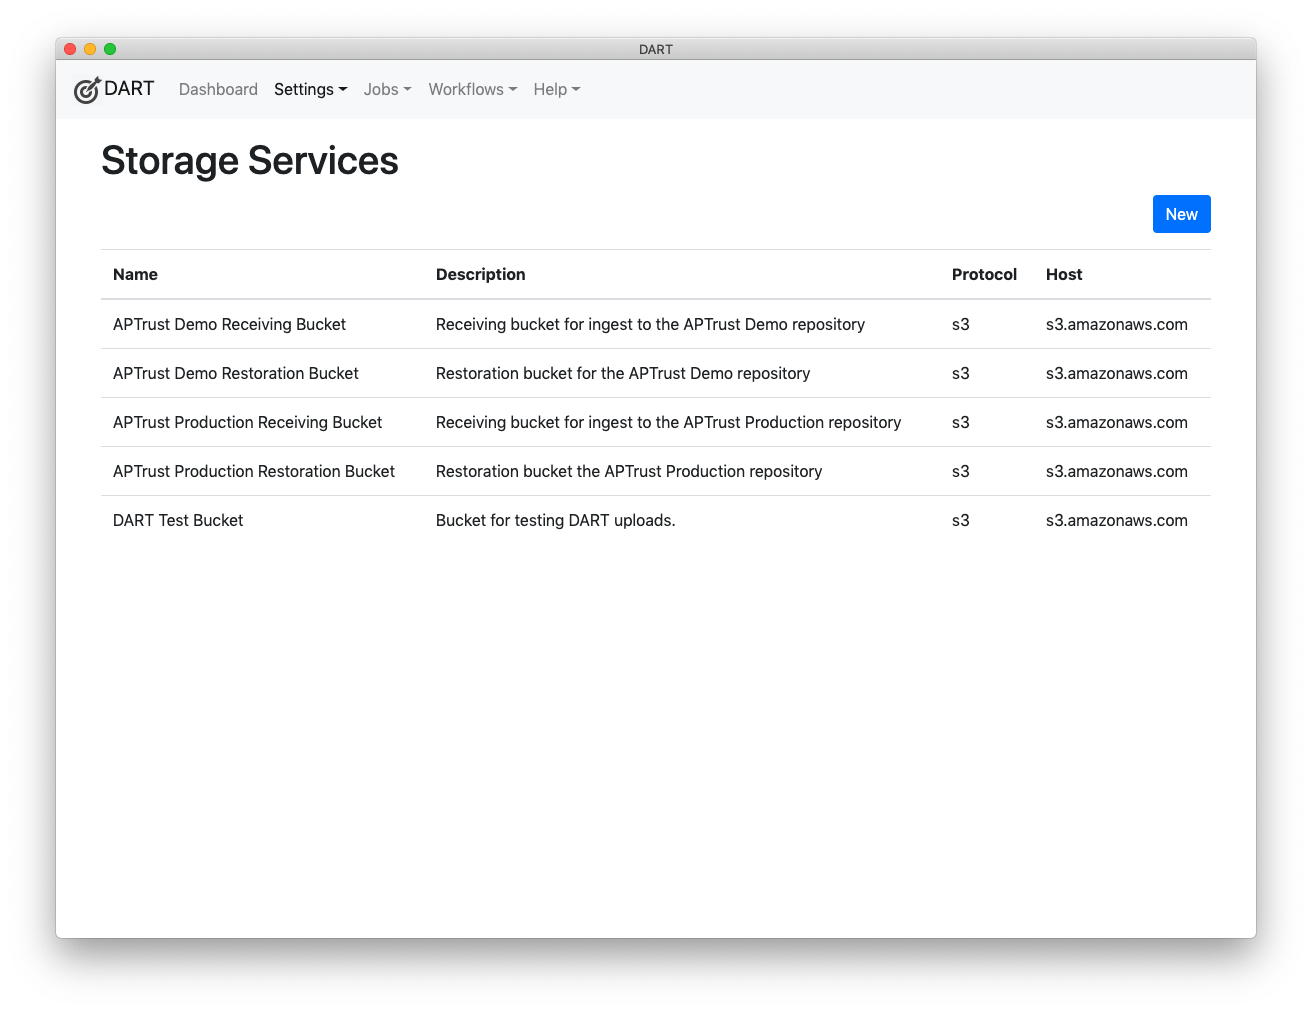 DART
DART Dashboard Settings Jobs Workflows Help
Storage Services
New
Name Description Protocol Host
APTrust Demo Receiving Bucket Receiving bucket for ingest to the APTrust Demo repository s3 s3.amazonaws.com
APTrust Demo Restoration Bucket Restoration bucket for the APTrust Demo repository s3 s3.amazonaws.com
APTrust Production Receiving Bucket Receiving bucket for ingest to the APTrust Production repository s3 s3.amazonaws.com
APTrust Production Restoration Bucket Restoration bucket the APTrust Production repository s3 s3.amazonaws.com
DART Test Bucket Bucket for testing DART uploads. s3 s3.amazonaws.com